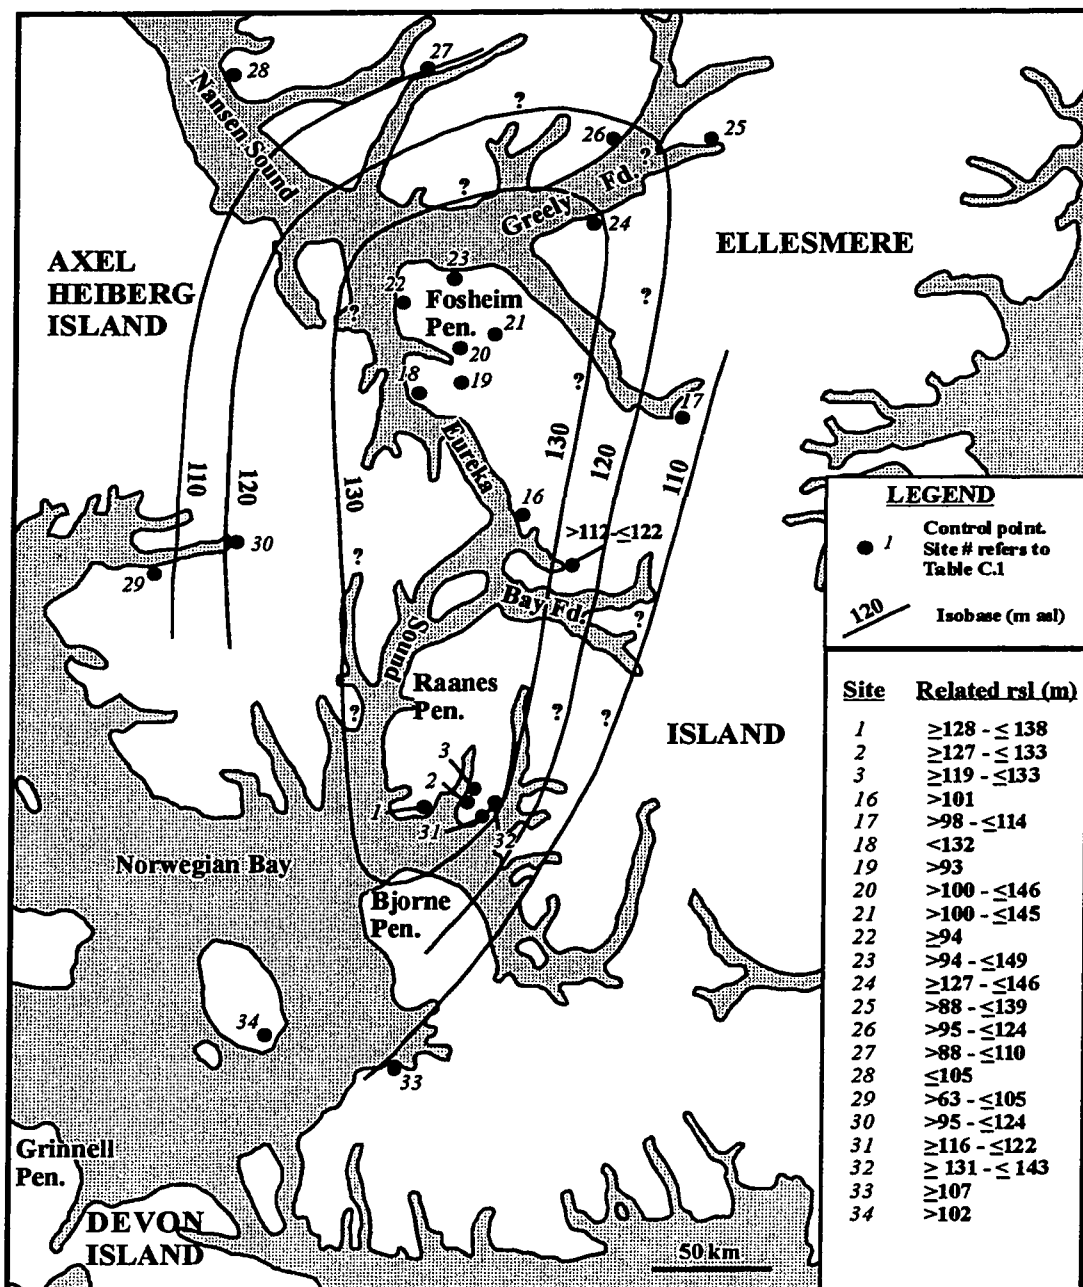 28
27
?
Nansen Sound
26
25
?
?
Greely Fd.
24
AXEL
HEIBERG
ISLAND
ELLESMERE
23
22
Fosheim
Pen.
?
?
21
20
18
19
?
17
Eureka
110
120
130
130
120
110
16
>112-≤122
30
29
?
Bay Fd.
?
Sound
Raanes
Pen.
?
?
?
ISLAND
3
2
1
31
32
Norwegian Bay
Bjorne
Pen.
34
33
Grinnell
Pen.
DEVON
ISLAND
50 km
LEGEND
1 Control point.
Site # refers to
Table C.1
120 Isobase (m asl)
Site Related rsl (m)
1 ≥128 - ≤ 138
2 ≥127 - ≤ 133
3 ≥119 - ≤133
16 >101
17 >98 - ≤114
18 <132
19 >93
20 >100 - ≤146
21 >100 - ≤145
22 ≥94
23 >94 - ≤149
24 ≥127 - ≤146
25 >88 - ≤139
26 >95 - ≤124
27 >88 - ≤110
28 ≤105
29 >63 - ≤105
30 >95 - ≤124
31 ≥116 - ≤122
32 ≥ 131 - ≤ 143
33 ≥107
34 >102